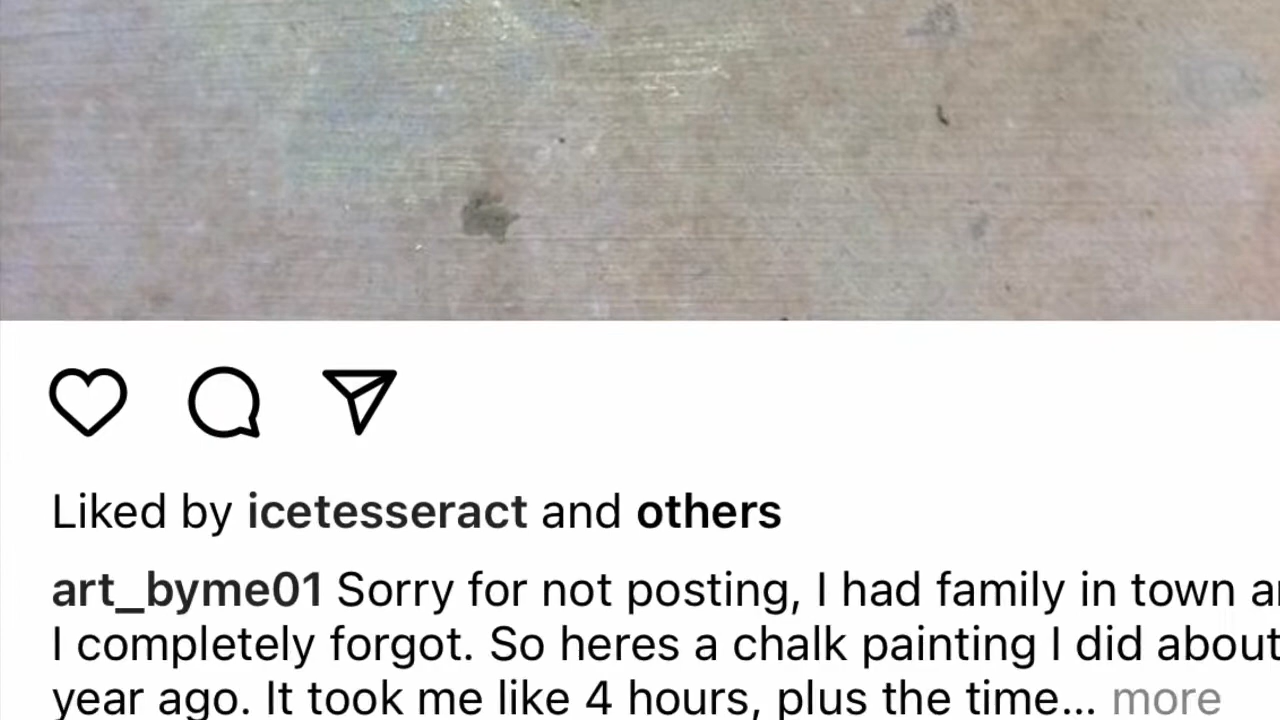 Liked by icetesseract and others
art_byme01 Sorry for not posting, I had family in town
I completely forgot. So heres a chalk painting I did about
year ago. It took me like 4 hours, plus the time... more